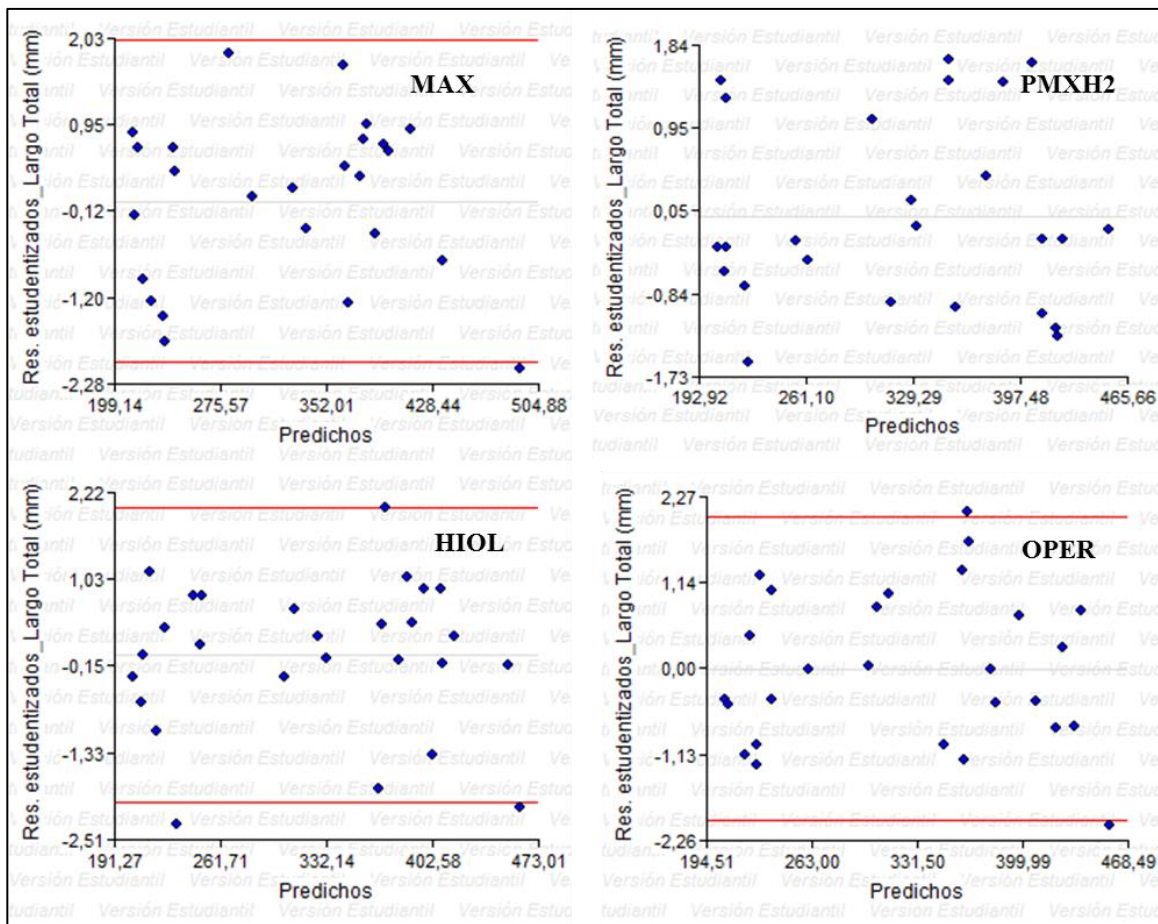 Res. estudentizados_Largo Total (mm)
2,03
0,95
-0,12
-1,20
-2,28
MAX
199,14 275,57 352,01 428,44 504,88
Predichos
Res. estudentizados_Largo Total (mm)
1,84
0,95
0,05
-0,84
-1,73
PMXH2
192,92 261,10 329,29 397,48 465,66
Predichos
Res. estudentizados_Largo Total (mm)
2,22
1,03
-0,15
-1,33
-2,51
HIOL
191,27 261,71 332,14 402,58 473,01
Predichos
Res. estudentizados_Largo Total (mm)
2,27
1,14
0,00
-1,13
-2,26
OPER
194,51 263,00 331,50 399,99 468,49
Predichos
Versión Estudiantil